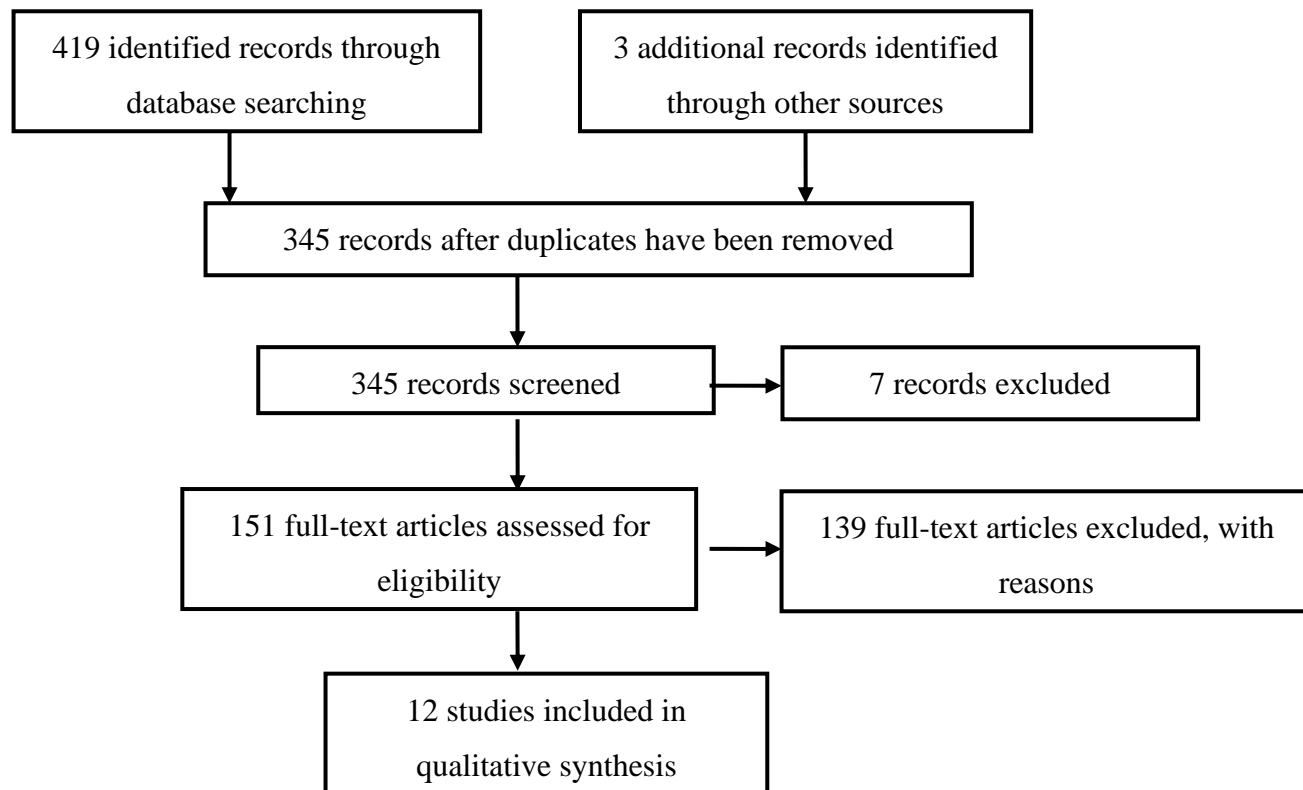 419 identified records through
database searching
3 additional records identified
through other sources
345 records after duplicates have been removed
345 records screened
7 records excluded
151 full-text articles assessed for
eligibility
139 full-text articles excluded, with
reasons
12 studies included in
qualitative synthesis